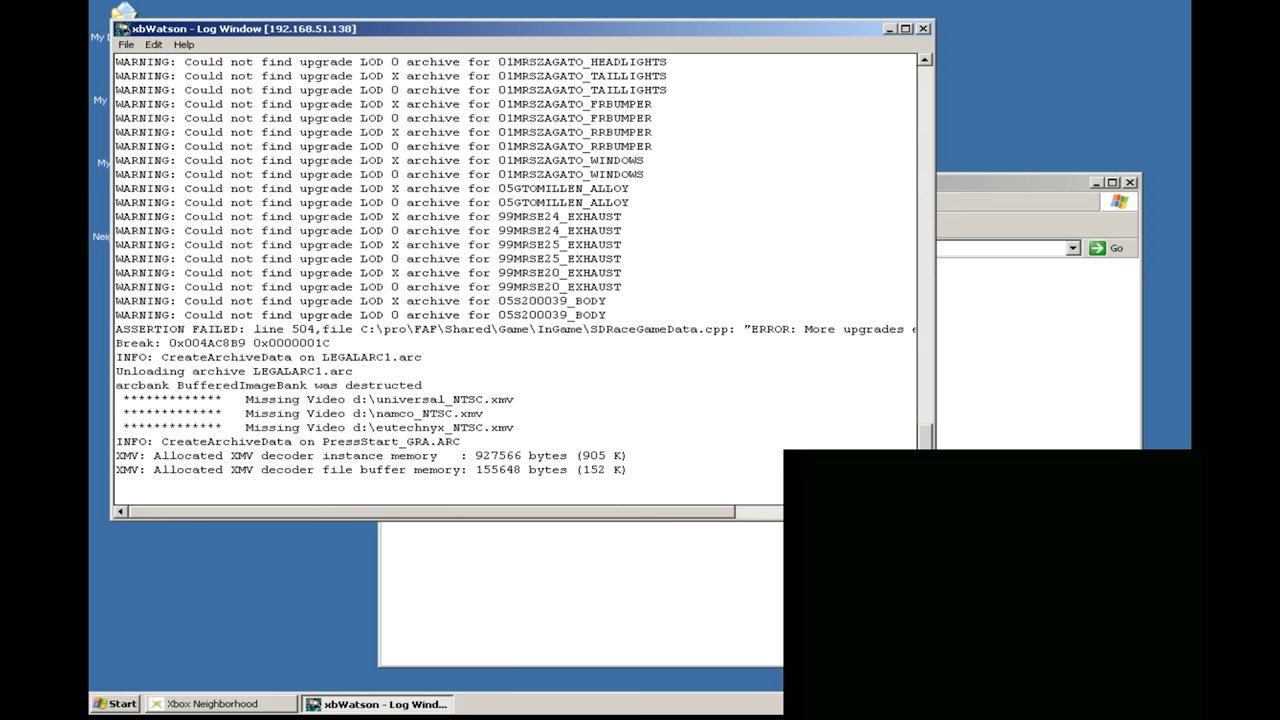 xbWatson - Log Window [192.168.51.138]
File Edit Help
My
My
My
WARNING: Could not find upgrade LOD O archive for 01MRSZAGATO_HEADLIGHTS
WARNING: Could not find upgrade LOD X archive for 01MRSZAGATO_TAILLIGHTS
WARNING: Could not find upgrade LOD O archive for 01MRSZAGATO_TAILLIGHTS
WARNING: Could not find upgrade LOD X archive for 01MRSZAGATO_FRBUMPER
WARNING: Could not find upgrade LOD O archive for 01MRSZAGATO_FRBUMPER
WARNING: Could not find upgrade LOD X archive for 01MRSZAGATO_RRBUMPER
WARNING: Could not find upgrade LOD O archive for 01MRSZAGATO_RRBUMPER
WARNING: Could not find upgrade LOD X archive for 01MRSZAGATO_WINDOWS
WARNING: Could not find upgrade LOD O archive for 01MRSZAGATO_WINDOWS
WARNING: Could not find upgrade LOD X archive for 05GTOMILLEN_ALLOY
WARNING: Could not find upgrade LOD O archive for 05GTOMILLEN_ALLOY
WARNING: Could not find upgrade LOD X archive for 99MRSE24_EXHAUST
WARNING: Could not find upgrade LOD O archive for 99MRSE24_EXHAUST
WARNING: Could not find upgrade LOD X archive for 99MRSE25_EXHAUST
WARNING: Could not find upgrade LOD O archive for 99MRSE25_EXHAUST
WARNING: Could not find upgrade LOD X archive for 99MRSE20_EXHAUST
WARNING: Could not find upgrade LOD O archive for 99MRSE20_EXHAUST
WARNING: Could not find upgrade LOD X archive for 05S200039_BODY
WARNING: Could not find upgrade LOD O archive for 05S200039_BODY
ASSERTION FAILED: line 504,file C:\pro\FAF\Shared\Game\InGame\SDRaceGameData.cpp: "ERROR: More upgrades
Break: 0x004AC8B9 0x0000001C
INFO: CreateArchiveData on LEGALARC1.arc
Unloading archive LEGALARC1.arc
arcbank BufferedImageBank was destructed
************* Missing Video d:\universal_NTSC.xmv
************* Missing Video d:\namco_NTSC.xmv
************* Missing Video d:\eutechnyx_NTSC.xmv
INFO: CreateArchiveData on PressStart_GRA.ARC
XMV: Allocated XMV decoder instance memory : 927566 bytes (905 K)
XMV: Allocated XMV decoder file buffer memory: 155648 bytes (152 K)
Go
Start Xbox Neighborhood xbWatson - Log Wind...